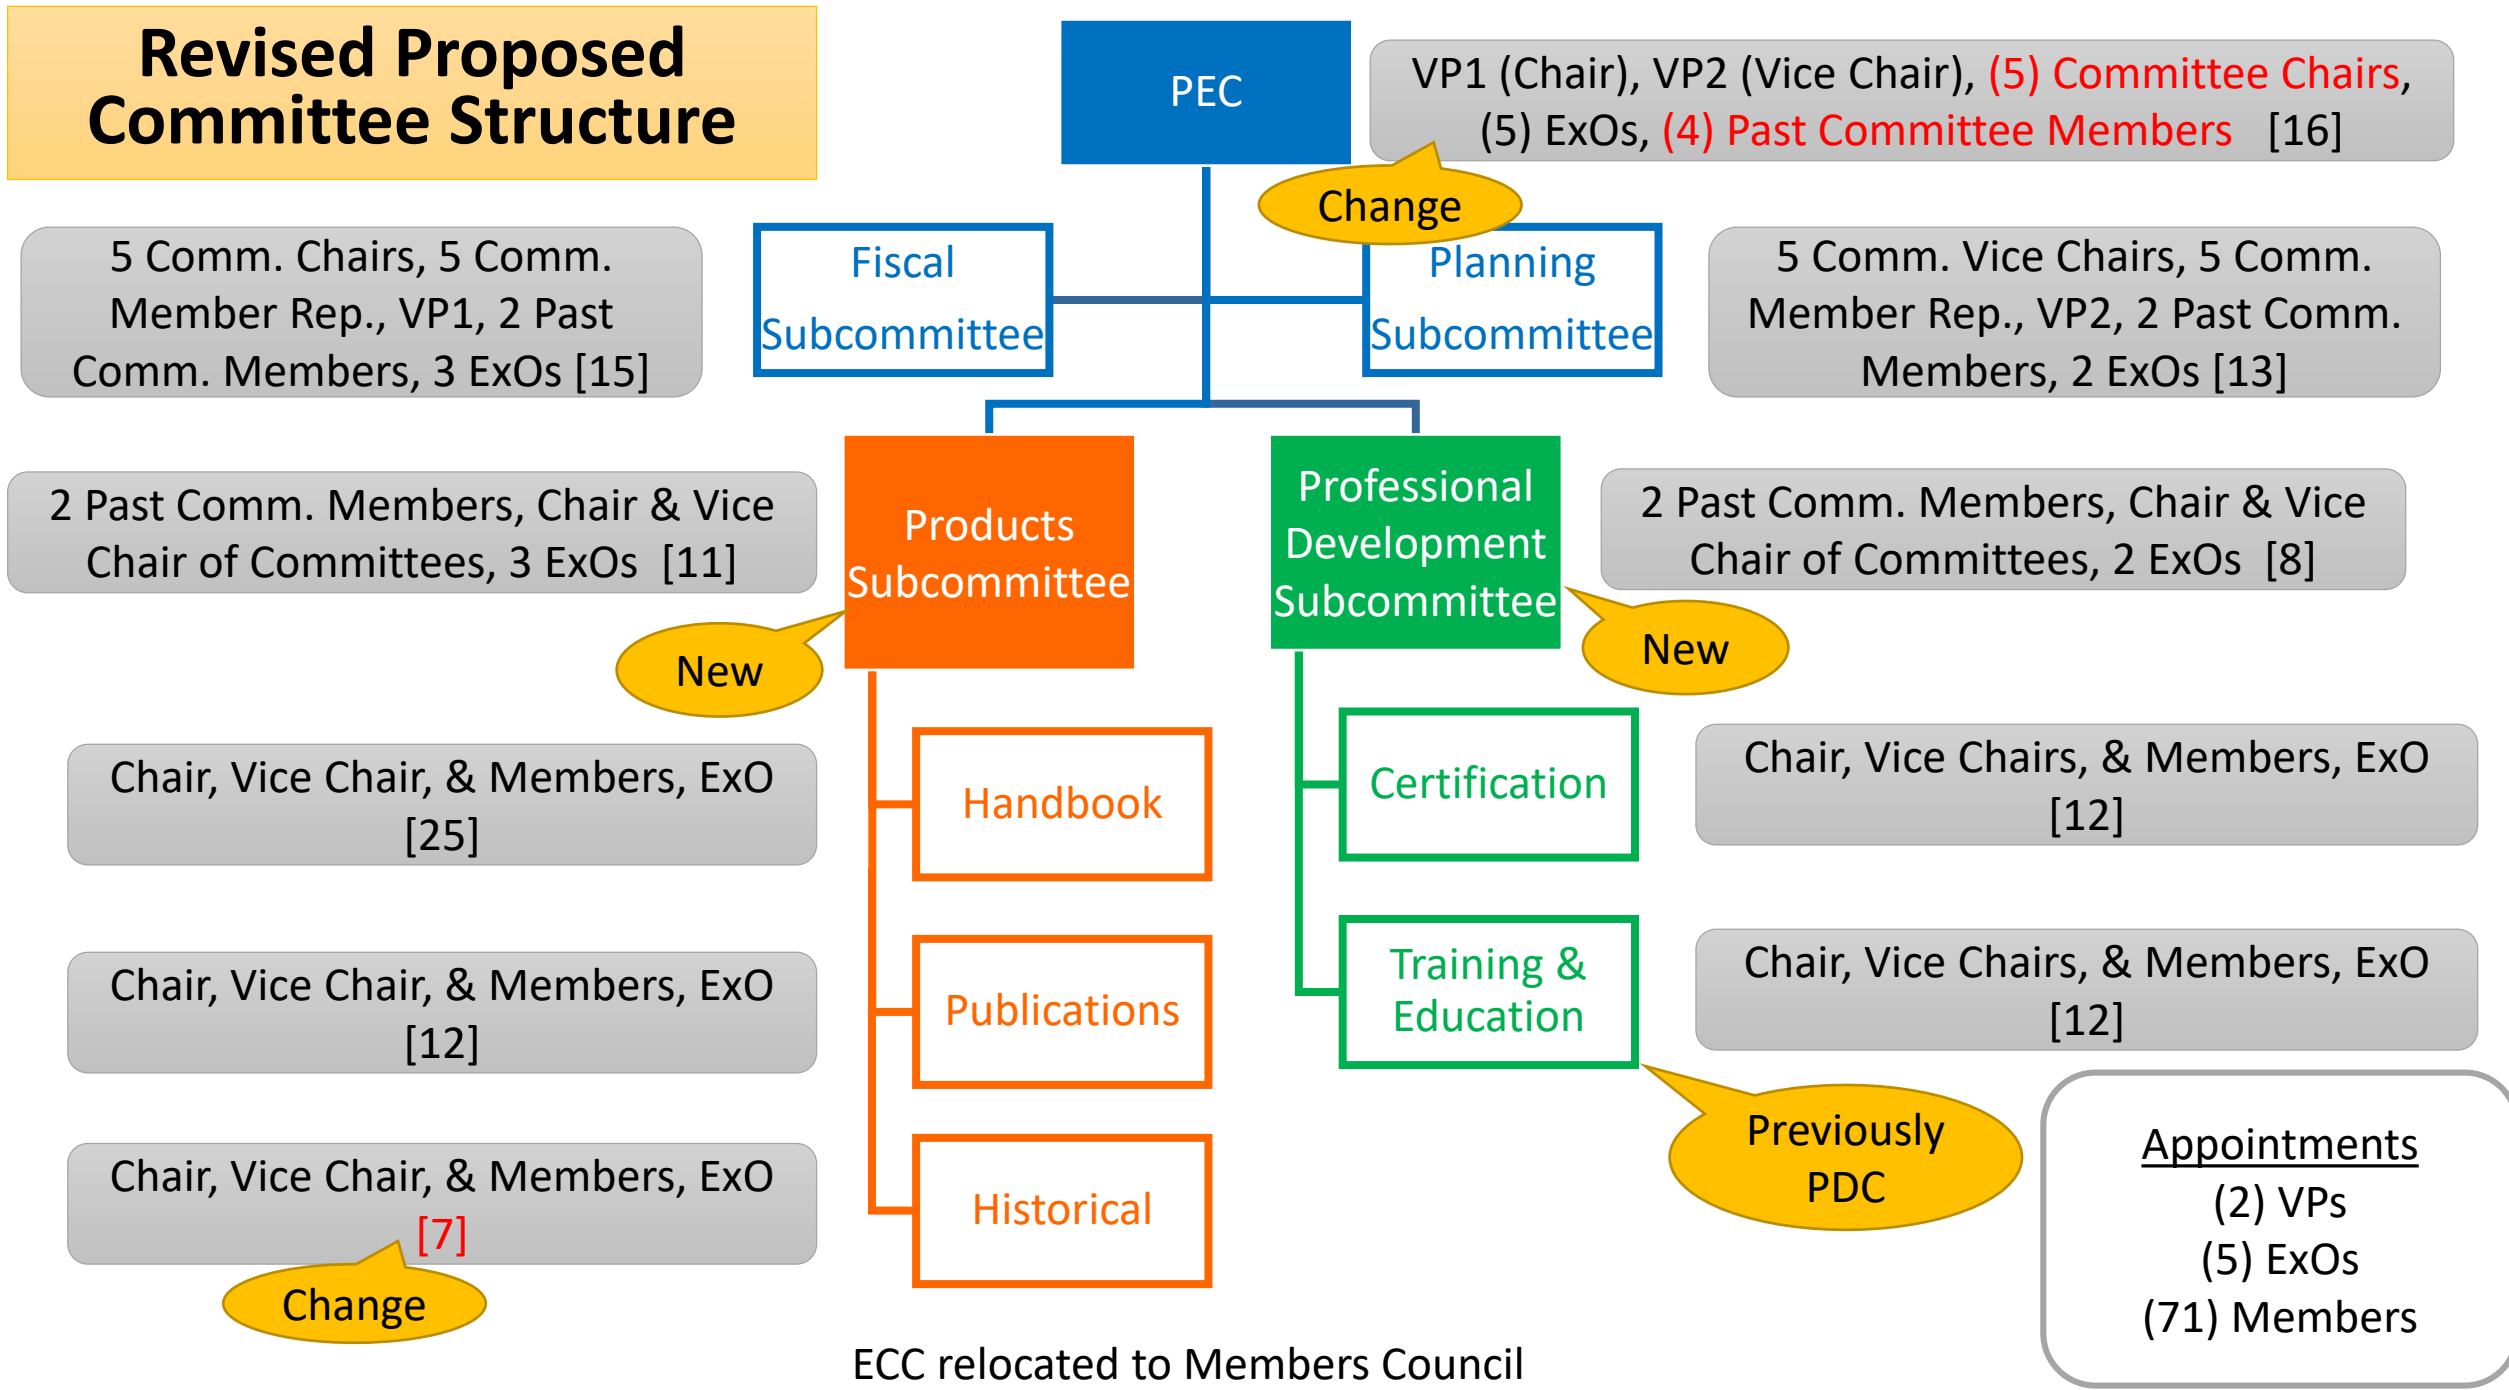 Revised Proposed
Committee Structure
PEC
VP1 (Chair), VP2 (Vice Chair), (5) Committee Chairs,
(5) ExOs, (4) Past Committee Members [16]
Change
5 Comm. Chairs, 5 Comm.
Member Rep., VP1, 2 Past
Comm. Members, 3 ExOs [15]
Fiscal
Subcommittee
Planning
Subcommittee
5 Comm. Vice Chairs, 5 Comm.
Member Rep., VP2, 2 Past Comm.
Members, 2 ExOs [13]
2 Past Comm. Members, Chair & Vice
Chair of Committees, 3 ExOs [11]
Products
Subcommittee
New
Professional
Development
Subcommittee
2 Past Comm. Members, Chair & Vice
Chair of Committees, 2 ExOs [8]
New
Chair, Vice Chair, & Members, ExO
[25]
Handbook
Certification
Chair, Vice Chairs, & Members, ExO
[12]
Chair, Vice Chair, & Members, ExO
[12]
Publications
Training &
Education
Chair, Vice Chairs, & Members, ExO
[12]
Previously
PDC
Chair, Vice Chair, & Members, ExO
[7]
Change
Historical
Appointments
(2) VPs
(5) ExOs
(71) Members
ECC relocated to Members Council